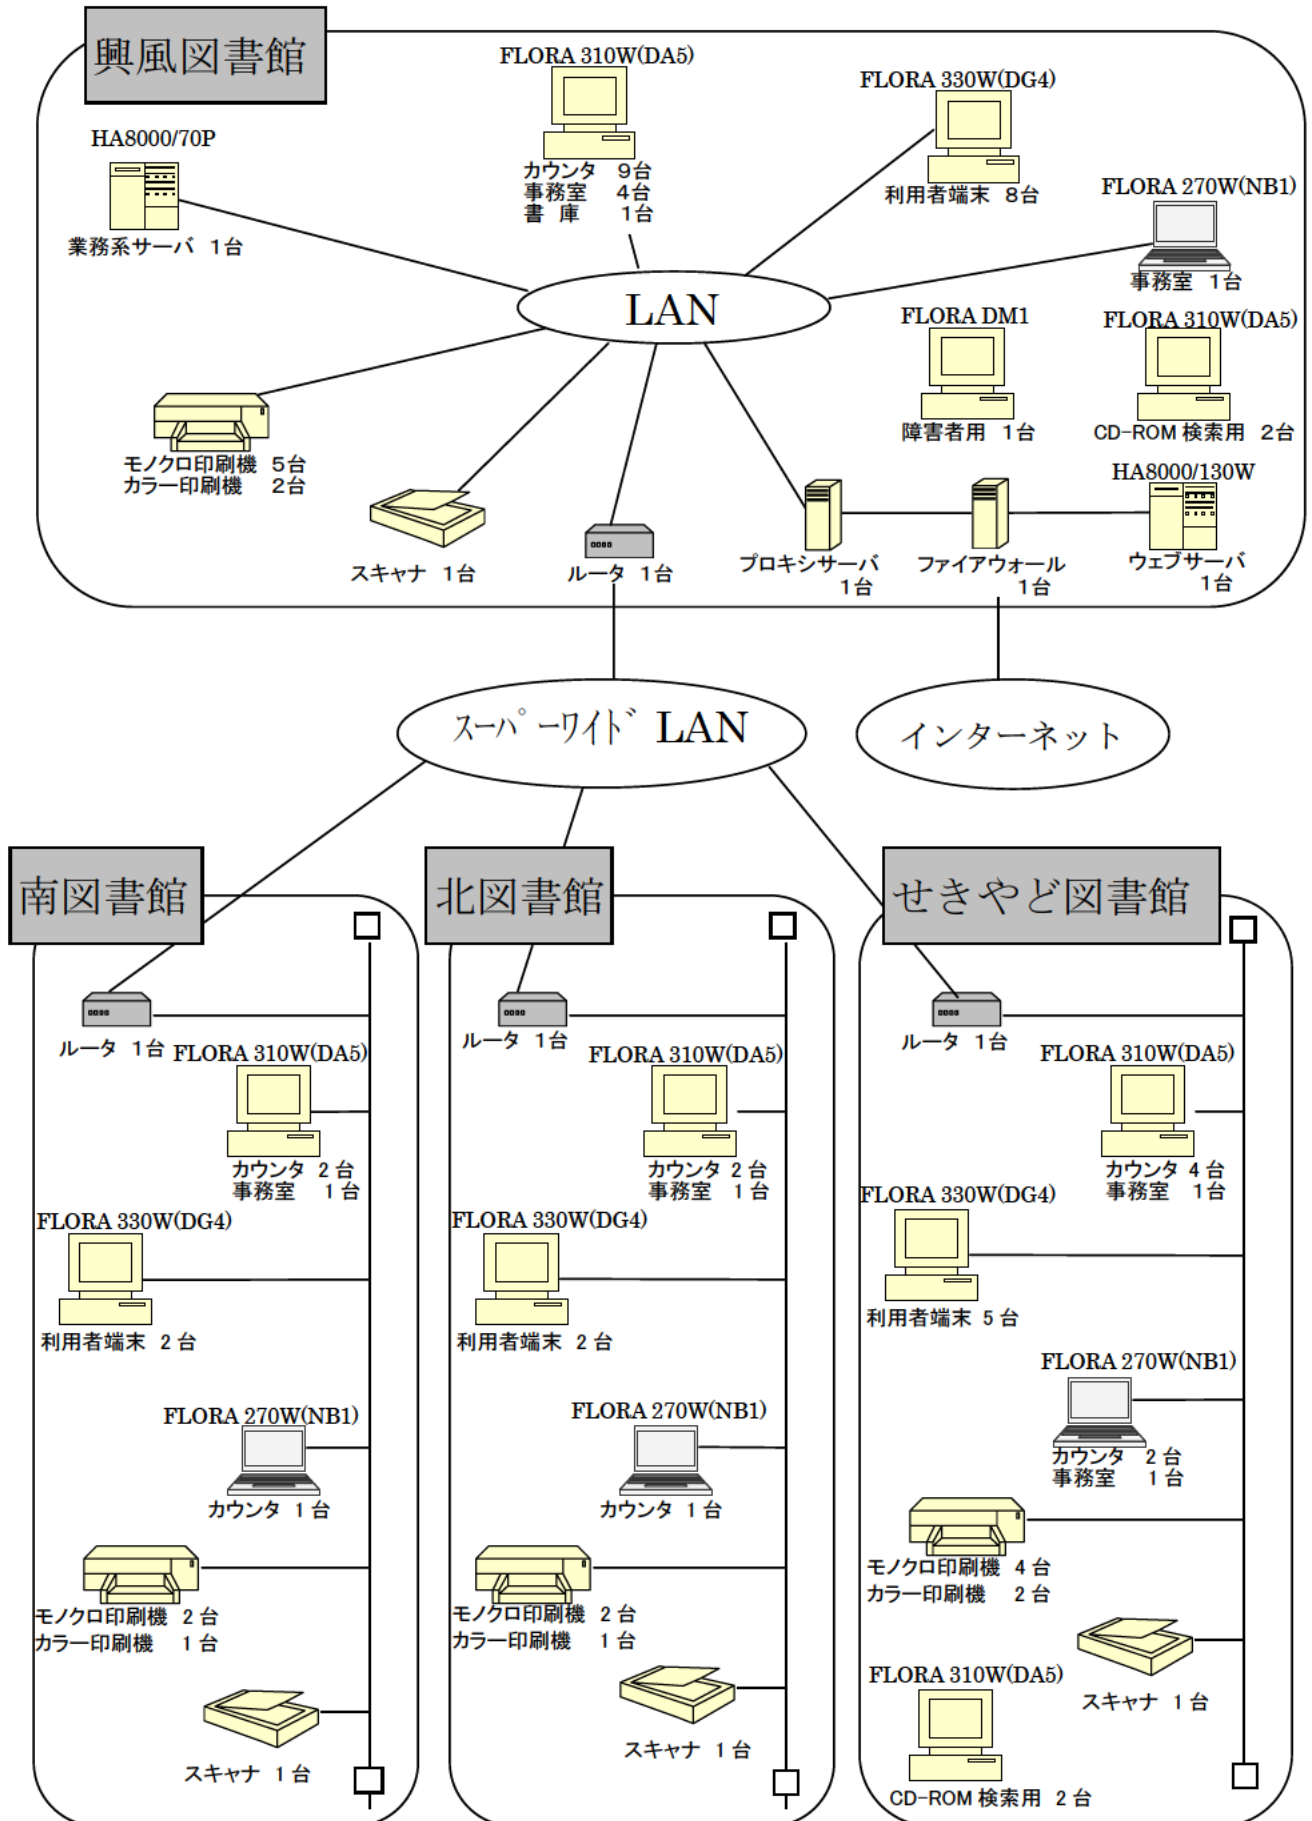 興風図書館
FLORA 310W(DA5)
カウンタ 9台
事務室 4台
書 庫 1台
FLORA 330W(DG4)
利用者端末 8台
HA8000/70P
業務系サーバ 1台
FLORA 270W(NB1)
事務室 1台
LAN
FLORA DM1
障害者用 1台
FLORA 310W(DA5)
CD-ROM 検索用 2台
モノクロ印刷機 5台
カラー印刷機 2台
スキャナ 1台
ルータ 1台
プロキシサーバ
1台
ファイアウォール
1台
HA8000/130W
ウェブサーバ
1台
スーパーワイド LAN
インターネット
南図書館
ルータ 1台
FLORA 310W(DA5)
カウンタ 2台
事務室 1台
FLORA 330W(DG4)
利用者端末 2台
FLORA 270W(NB1)
カウンタ 1台
モノクロ印刷機 2台
カラー印刷機 1台
スキャナ 1台
北図書館
ルータ 1台
FLORA 310W(DA5)
カウンタ 2台
事務室 1台
FLORA 330W(DG4)
利用者端末 2台
FLORA 270W(NB1)
カウンタ 1台
モノクロ印刷機 2台
カラー印刷機 1台
スキャナ 1台
せきやど図書館
ルータ 1台
FLORA 310W(DA5)
カウンタ 4台
事務室 1台
FLORA 330W(DG4)
利用者端末 5台
FLORA 270W(NB1)
カウンタ 2台
事務室 1台
モノクロ印刷機 4台
カラー印刷機 2台
スキャナ 1台
FLORA 310W(DA5)
CD-ROM 検索用 2台